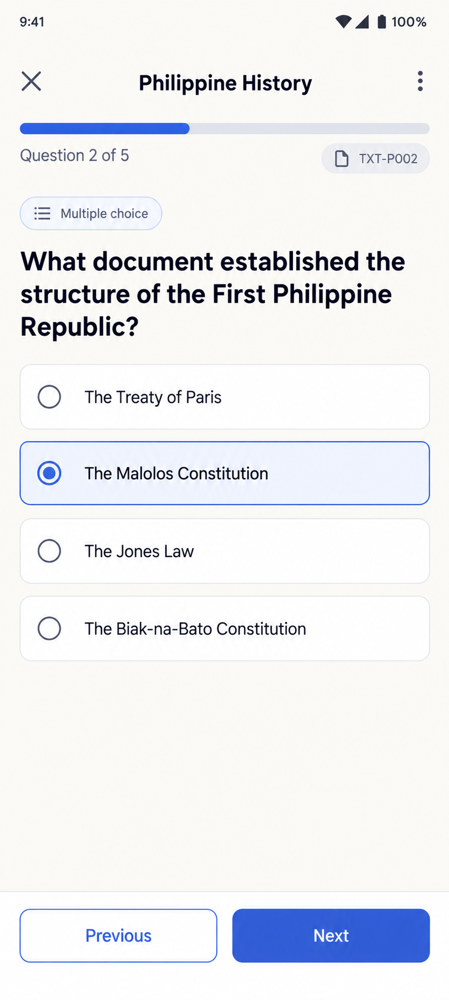 9:41
100%
Philippine History
Question 2 of 5
TXT-P002
Multiple choice
What document established the
structure of the First Philippine
Republic?
The Treaty of Paris
The Malolos Constitution
The Jones Law
The Biak-na-Bato Constitution
Previous
Next